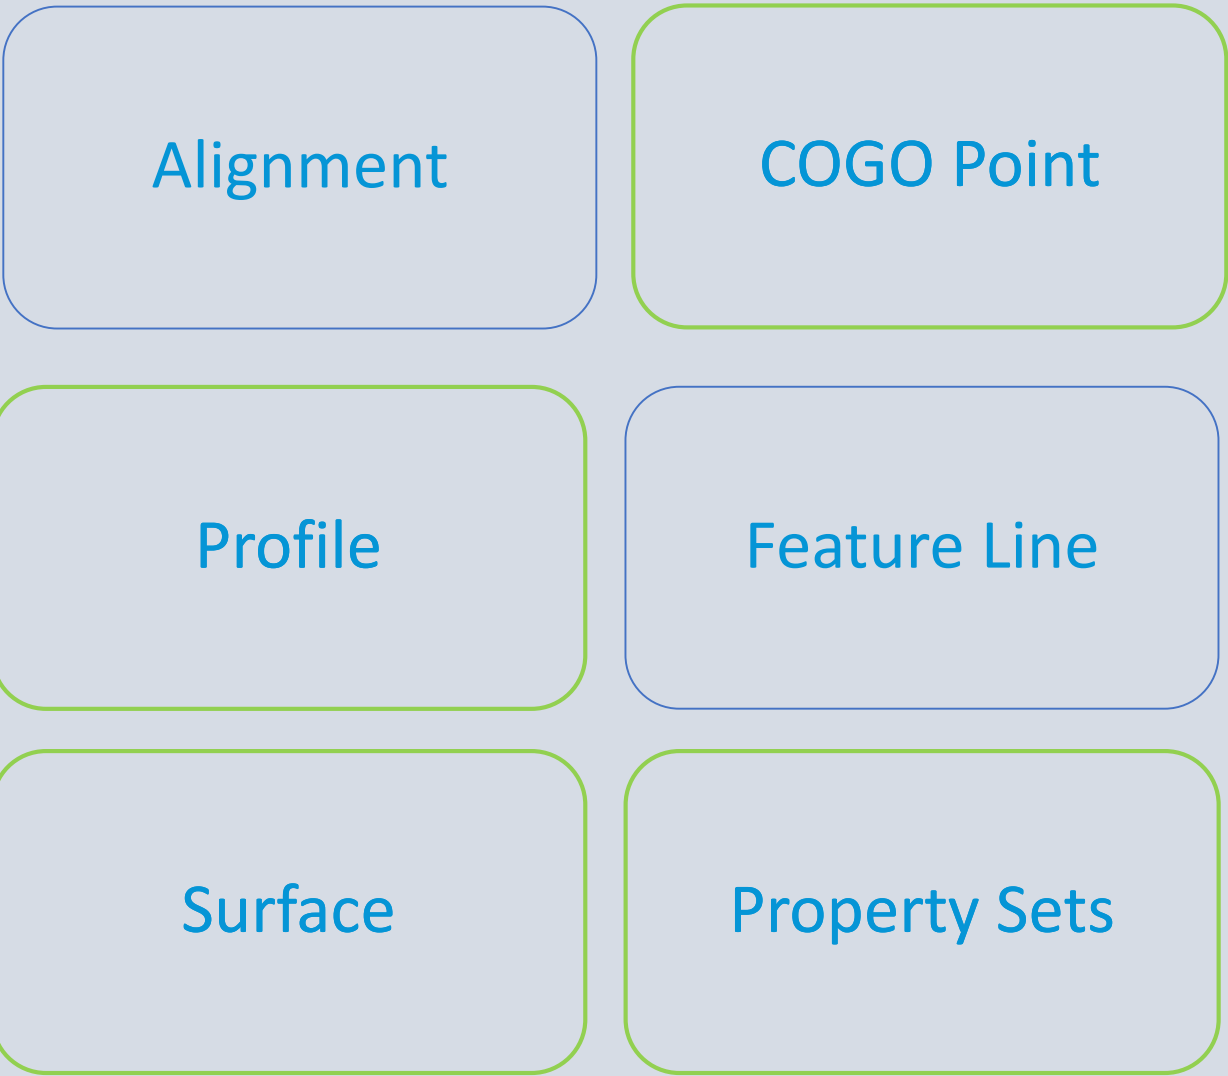 Alignment
COGO Point
Profile
Feature Line
Surface
Property Sets